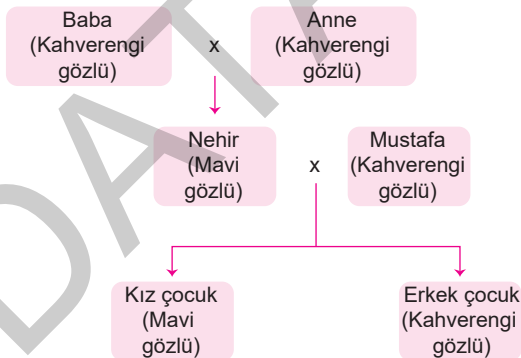 Baba
(Kahverengi
gözlü)
x
Anne
(Kahverengi
gözlü)
Nehir
(Mavi
gözlü)
x
Mustafa
(Kahverengi
gözlü)
Kız çocuk
(Mavi
gözlü)
Erkek çocuk
(Kahverengi
gözlü)
DATA